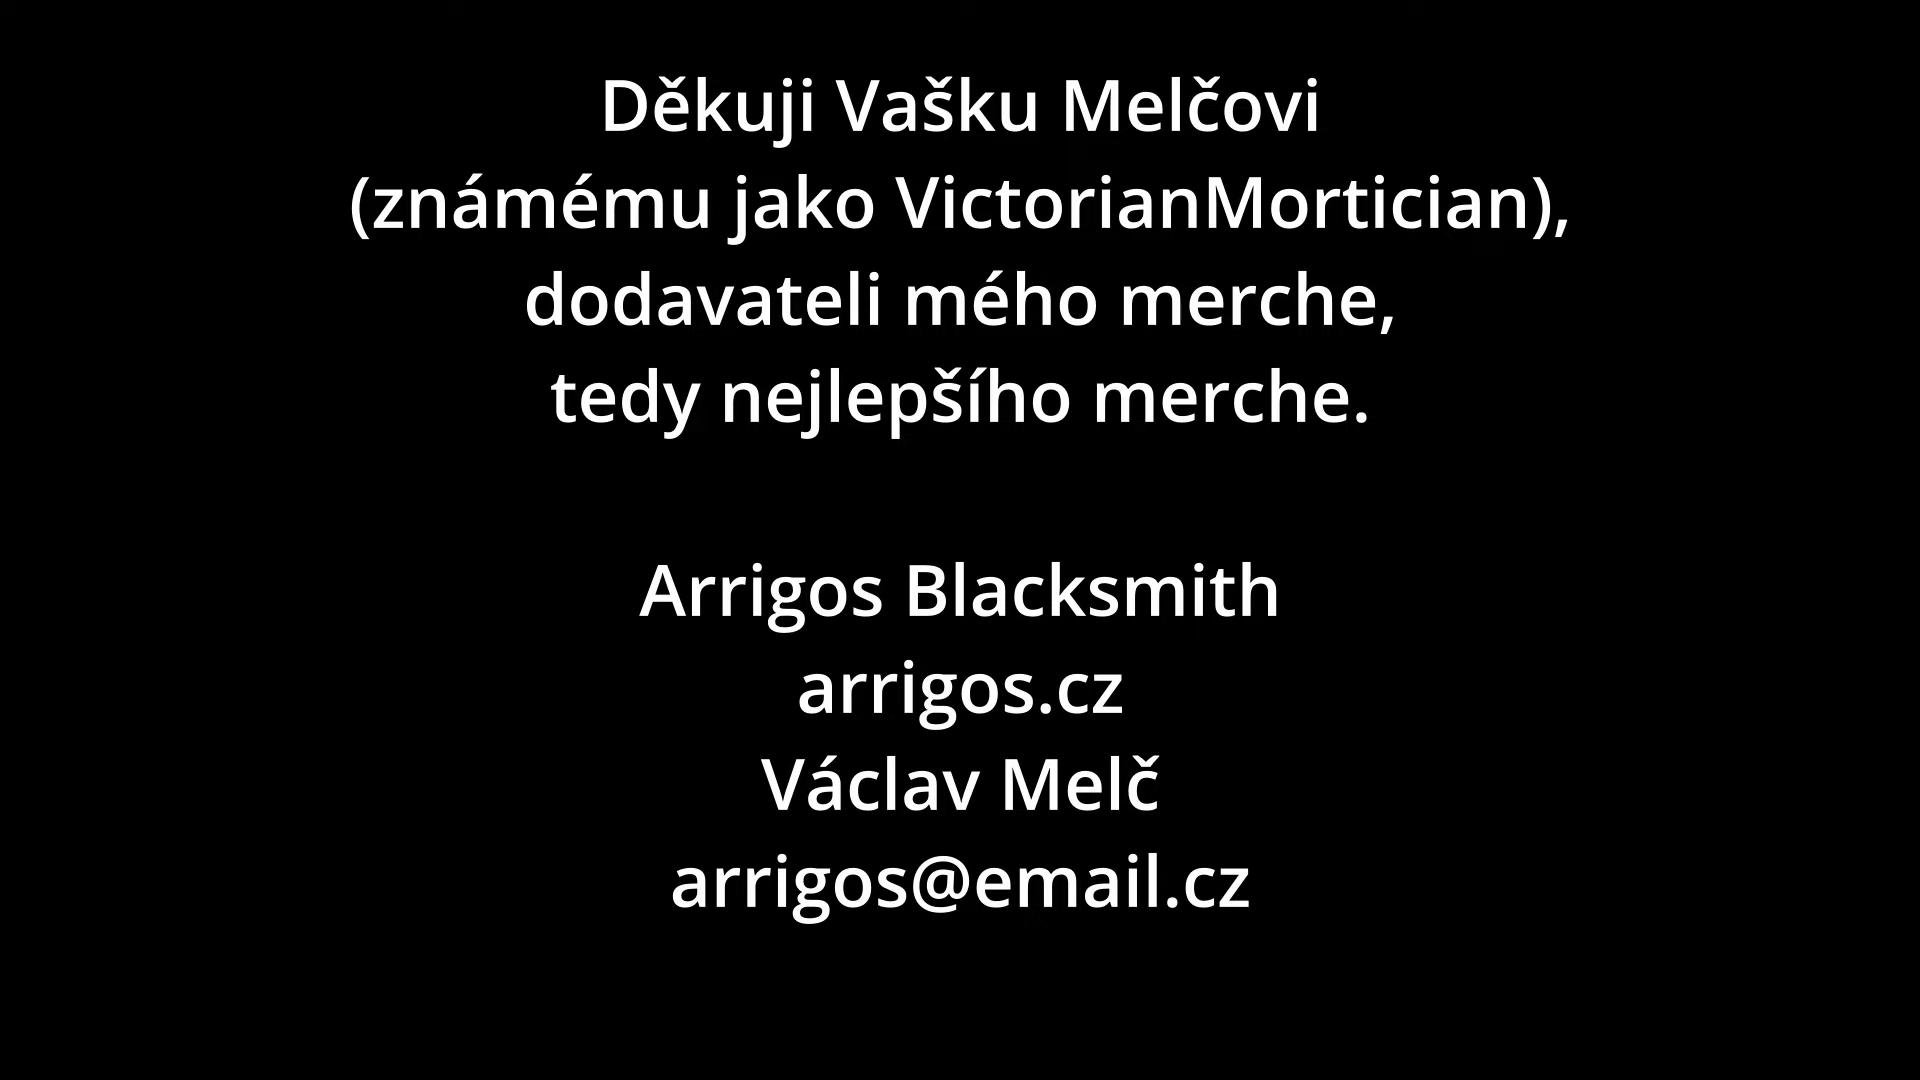 Děkuji Vašku Melčovi
(známému jako VictorianMortician),
dodavateli mého merche,
tedy nejlepšího merche.
Arrigos Blacksmith
arrigos.cz
Václav Melč
arrigos@email.cz